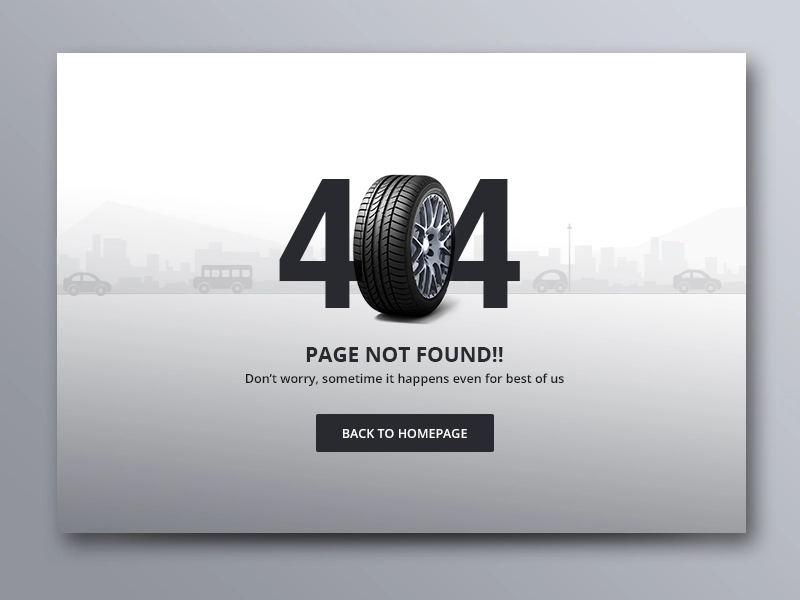 404
PAGE NOT FOUND!!
Don't worry, sometime it happens even for best of us
BACK TO HOMEPAGE